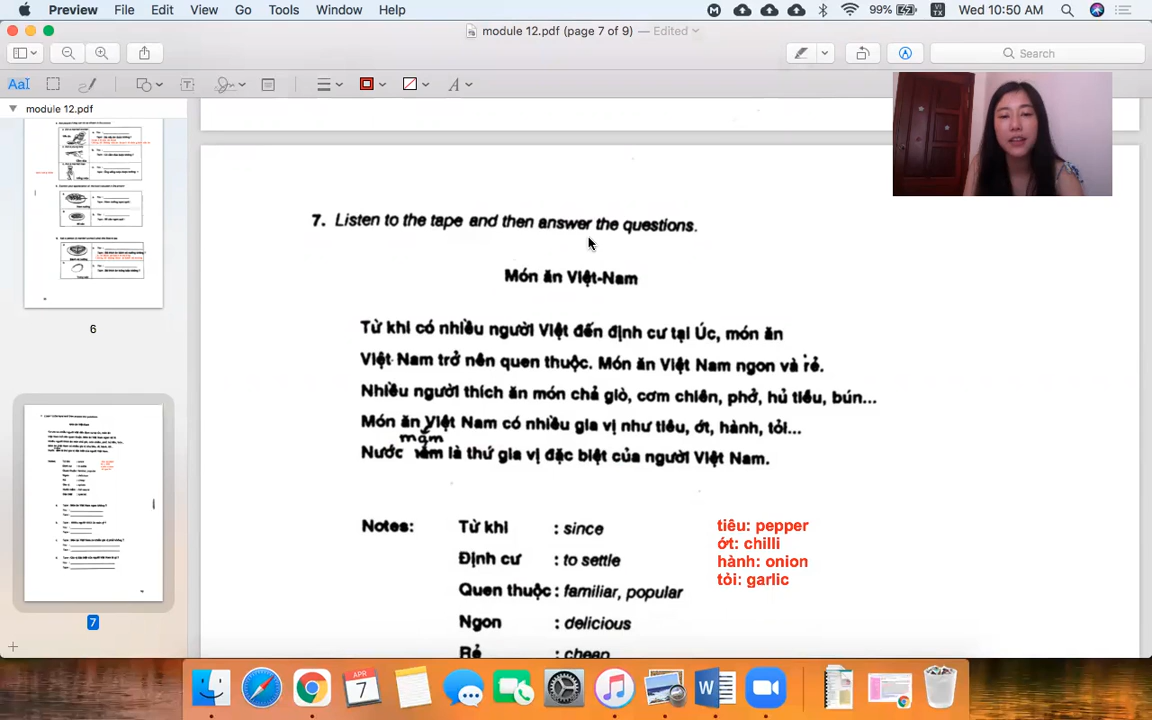 Preview File Edit View Go Tools Window Help
99%
VI
TX
Wed 10:50 AM
module 12.pdf (page 7 of 9) — Edited
Search
module 12.pdf
6
7
7. Listen to the tape and then answer the questions.
Món ăn Việt-Nam
Từ khi có nhiều người Việt đến định cư tại Úc, món ăn
Việt Nam trở nên quen thuộc. Món ăn Việt Nam ngon và rẻ.
Nhiều người thích ăn món chả giò, cơm chiên, phở, hủ tiếu, bún...
Món ăn Việt Nam có nhiều gia vị như tiêu, ớt, hành, tỏi...
mắm
Nước là thứ gia vị đặc biệt của người Việt Nam.
Notes: Từ khi : since
Định cư : to settle
Quen thuộc : familiar, popular
Ngon : delicious
Rẻ : cheap
tiêu: pepper
ớt: chilli
hành: onion
tỏi: garlic
APR
7